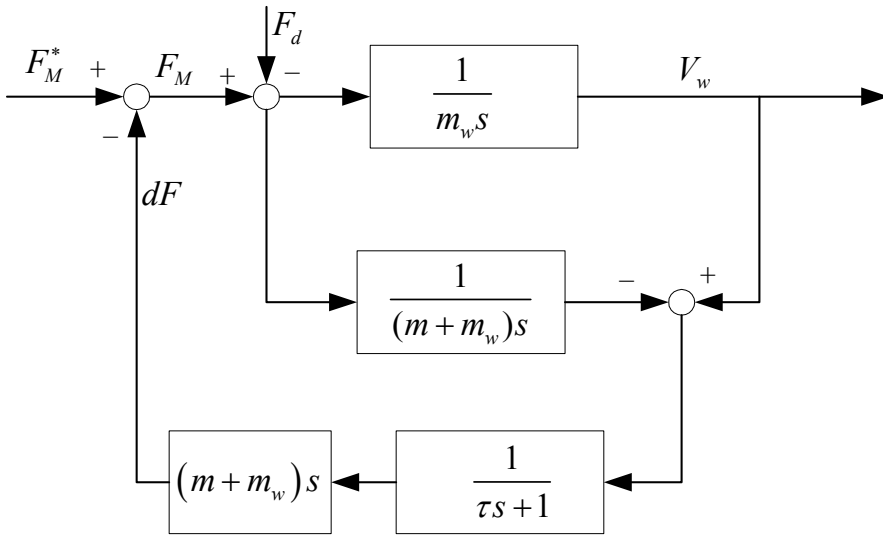 F_M^* + F_M + F_d −
1 / m_w s
V_w
−
dF
1 / (m + m_w)s
− +
(m + m_w)s
1 / τs + 1